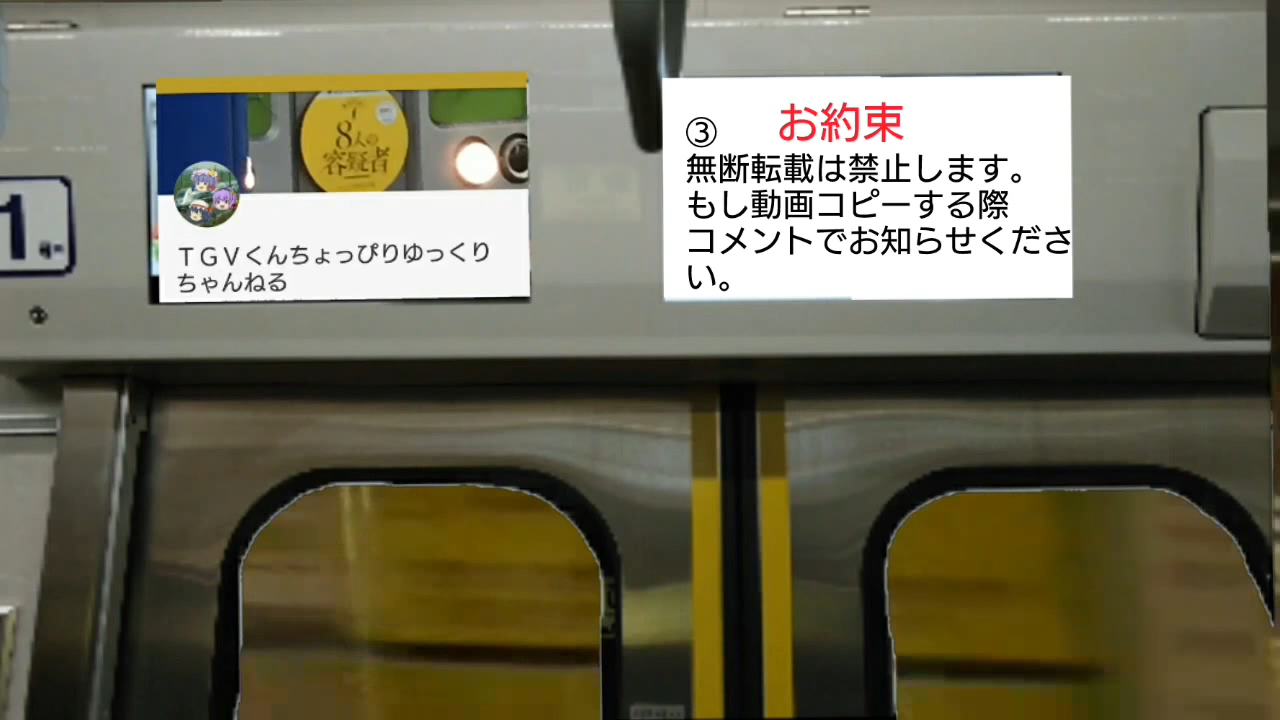 8人の
容疑者
TGVくんちょっぴりゆっくり
ちゃんねる
③ お約束
無断転載は禁止します。
もし動画コピーする際
コメントでお知らせくださ
い。
1